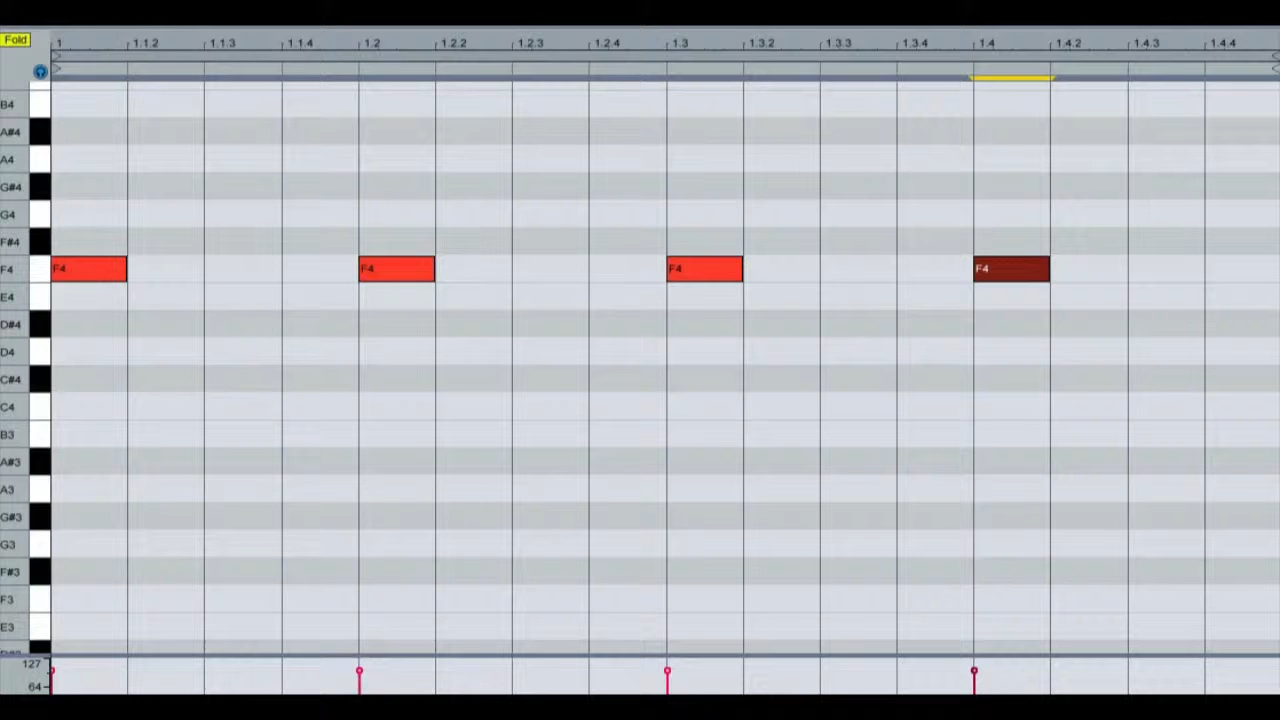 Fold
1 1.1.2 1.1.3 1.1.4 1.2 1.2.2 1.2.3 1.2.4 1.3 1.3.2 1.3.3 1.3.4 1.4 1.4.2 1.4.3 1.4.4
B4
A#4
A4
G#4
G4
F#4
F4 F4 F4 F4 F4
E4
D#4
D4
C#4
C4
B3
A#3
A3
G#3
G3
F#3
F3
E3
127
64